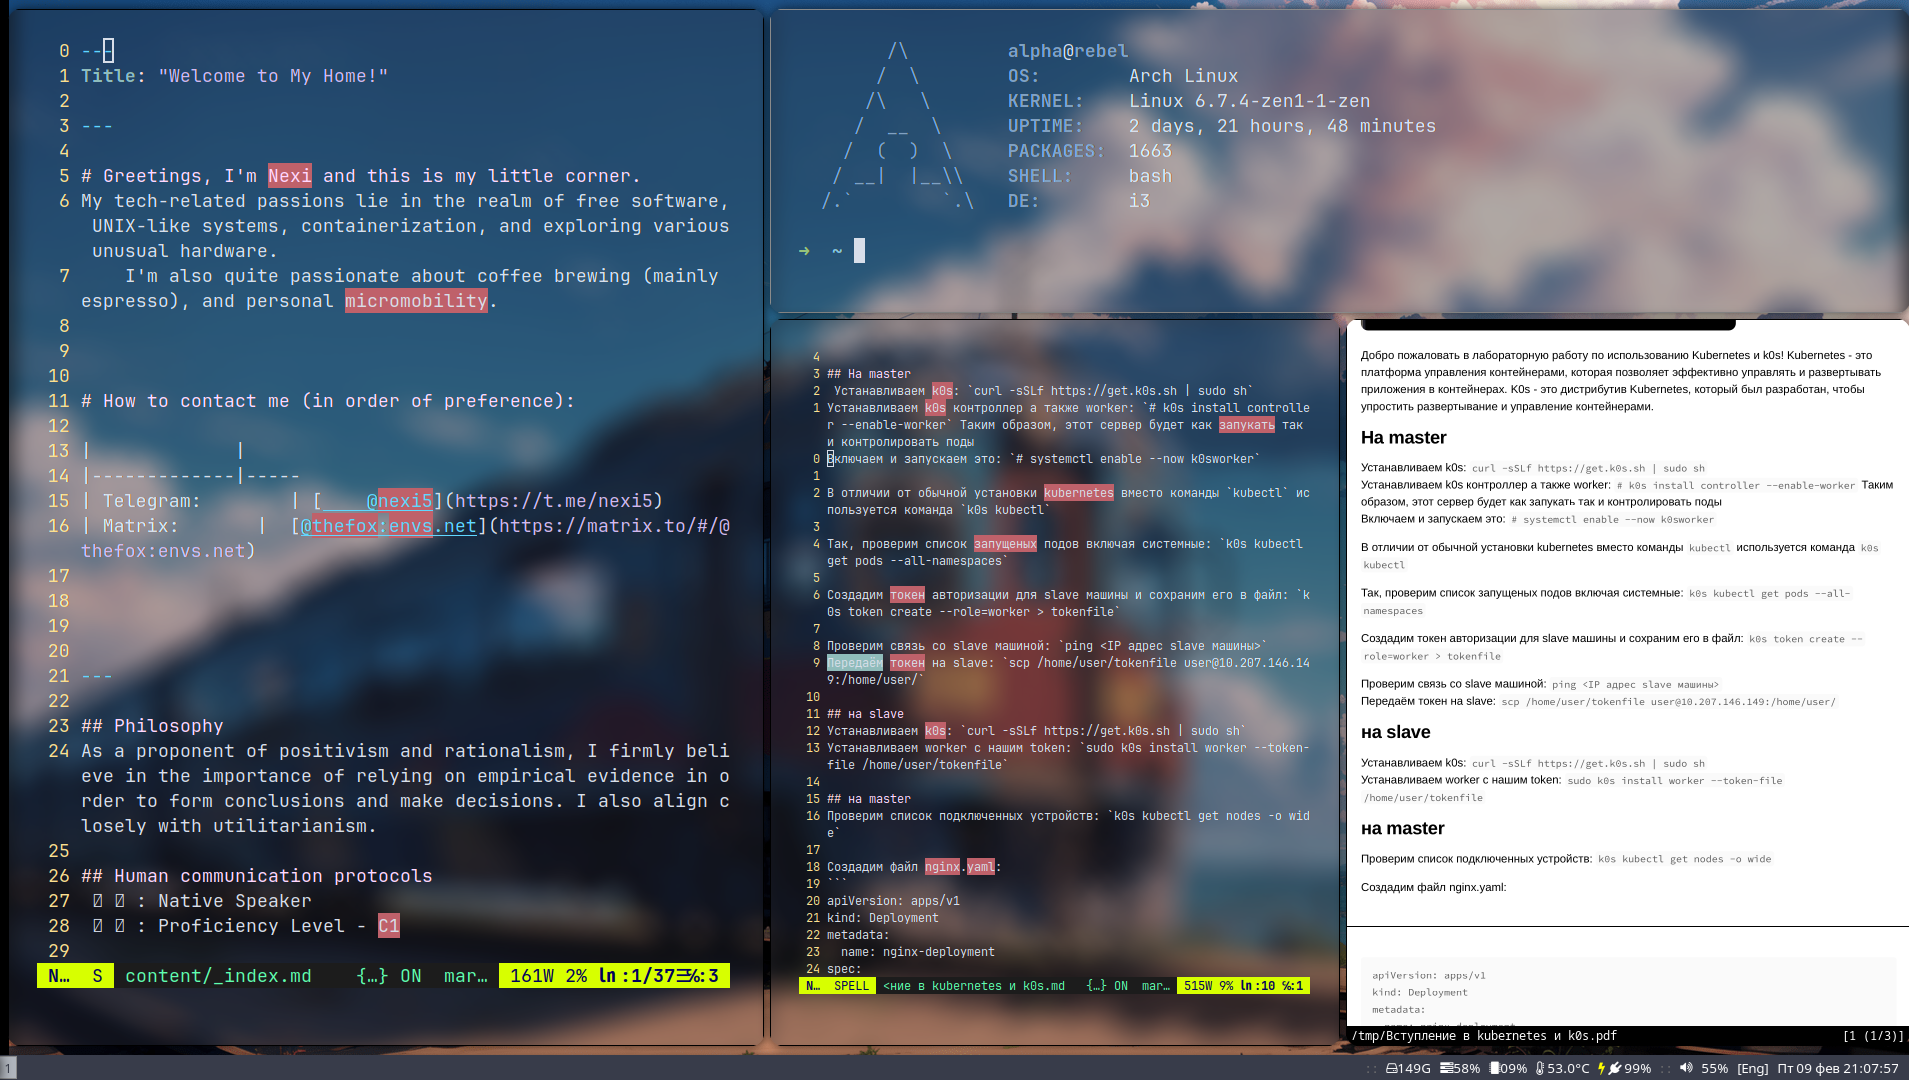 0 ---
1 Title: "Welcome to My Home!"
2
3 ---
4
5 # Greetings, I'm Nexi and this is my little corner.
6 My tech-related passions lie in the realm of free software,
UNIX-like systems, containerization, and exploring various
unusual hardware.
7 I'm also quite passionate about coffee brewing (mainly
espresso), and personal micromobility.
8
9
10
11 # How to contact me (in order of preference):
12
13 | |
14 |-------------|-----
15 | Telegram: | [____@nexi5](https://t.me/nexi5)
16 | Matrix: | [@thefox:envs.net](https://matrix.to/#/@
thefox:envs.net)
17
18
19
20
21 ---
22
23 ## Philosophy
24 As a proponent of positivism and rationalism, I firmly beli
eve in the importance of relying on empirical evidence in o
rder to form conclusions and make decisions. I also align c
losely with utilitarianism.
25
26 ## Human communication protocols
27 : Native Speaker
28 : Proficiency Level - C1
29
N… S content/_index.md {…} ON mar… 161W 2% ln:1/37☰℅:3
/\
/ \
/\ \
/ __ \
/ ( ) \
/ __| |__\\
/.` `.\
alpha@rebel
OS: Arch Linux
KERNEL: Linux 6.7.4-zen1-1-zen
UPTIME: 2 days, 21 hours, 48 minutes
PACKAGES: 1663
SHELL: bash
DE: i3
→ ~
4
3 ## На master
2 Устанавливаем k0s: `curl -sSLf https://get.k0s.sh | sudo sh`
1 Устанавливаем k0s контроллер а также worker: `# k0s install controlle
r --enable-worker` Таким образом, этот сервер будет как запукать так
и контролировать поды
0 Включаем и запускаем это: `# systemctl enable --now k0sworker`
1
2 В отличии от обычной установки kubernetes вместо команды `kubectl` ис
пользуется команда `k0s kubectl`
3
4 Так, проверим список запущеных подов включая системные: `k0s kubectl
get pods --all-namespaces`
5
6 Создадим токен авторизации для slave машины и сохраним его в файл: `k
0s token create --role=worker > tokenfile`
7
8 Проверим связь со slave машиной: `ping <IP адрес slave машины>`
9 Передаём токен на slave: `scp /home/user/tokenfile user@10.207.146.14
9:/home/user/`
10
11 ## на slave
12 Устанавливаем k0s: `curl -sSLf https://get.k0s.sh | sudo sh`
13 Устанавливаем worker с нашим token: `sudo k0s install worker --token-
file /home/user/tokenfile`
14
15 ## на master
16 Проверим список подключенных устройств: `k0s kubectl get nodes -o wid
e`
17
18 Создадим файл nginx.yaml:
19 ```
20 apiVersion: apps/v1
21 kind: Deployment
22 metadata:
23 name: nginx-deployment
24 spec:
N… SPELL <ние в kubernetes и k0s.md {…} ON mar… 515W 9% ln:10 ℅:1
Добро пожаловать в лабораторную работу по использованию Kubernetes и k0s! Kubernetes - это
платформа управления контейнерами, которая позволяет эффективно управлять и развертывать
приложения в контейнерах. K0s - это дистрибутив Kubernetes, который был разработан, чтобы
упростить развертывание и управление контейнерами.
На master
Устанавливаем k0s: curl -sSLf https://get.k0s.sh | sudo sh
Устанавливаем k0s контроллер а также worker: # k0s install controller --enable-worker Таким
образом, этот сервер будет как запукать так и контролировать поды
Включаем и запускаем это: # systemctl enable --now k0sworker
В отличии от обычной установки kubernetes вместо команды kubectl используется команда k0s
kubectl
Так, проверим список запущеных подов включая системные: k0s kubectl get pods --all-
namespaces
Создадим токен авторизации для slave машины и сохраним его в файл: k0s token create --
role=worker > tokenfile
Проверим связь со slave машиной: ping <IP адрес slave машины>
Передаём токен на slave: scp /home/user/tokenfile user@10.207.146.149:/home/user/
на slave
Устанавливаем k0s: curl -sSLf https://get.k0s.sh | sudo sh
Устанавливаем worker с нашим token: sudo k0s install worker --token-file
/home/user/tokenfile
на master
Проверим список подключенных устройств: k0s kubectl get nodes -o wide
Создадим файл nginx.yaml:
apiVersion: apps/v1
kind: Deployment
metadata:
name: nginx-deployment
/tmp/Вступление в kubernetes и k0s.pdf [1 (1/3)]
1
149G 58% 09% 53.0°C 99% 55% [Eng] Пт 09 фев 21:07:57